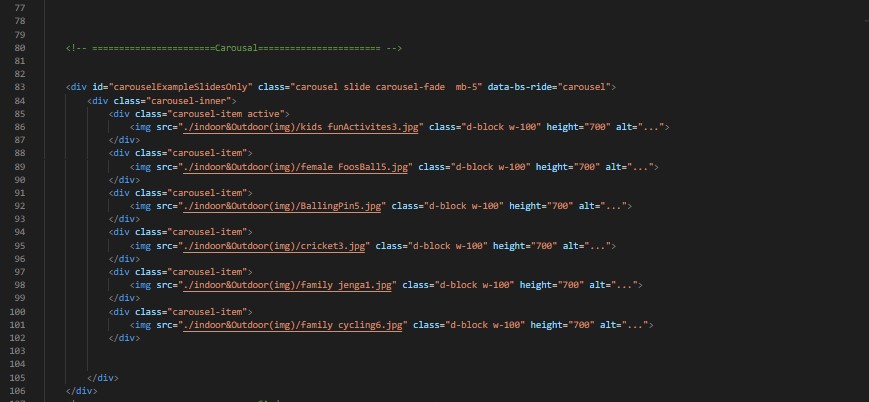 77
78
79
80 <!-- =======================Carousal======================= -->
81
82
83 <div id="carouselExampleSlidesOnly" class="carousel slide carousel-fade  mb-5" data-bs-ride="carousel">
84 <div class="carousel-inner">
85 <div class="carousel-item active">
86 <img src="./indoor&Outdoor(img)/kids funActivites3.jpg" class="d-block w-100" height="700" alt="...">
87 </div>
88 <div class="carousel-item">
89 <img src="./indoor&Outdoor(img)/female FoosBall5.jpg" class="d-block w-100" height="700" alt="...">
90 </div>
91 <div class="carousel-item">
92 <img src="./indoor&Outdoor(img)/BallingPin5.jpg" class="d-block w-100" height="700" alt="...">
93 </div>
94 <div class="carousel-item">
95 <img src="./indoor&Outdoor(img)/cricket3.jpg" class="d-block w-100" height="700" alt="...">
96 </div>
97 <div class="carousel-item">
98 <img src="./indoor&Outdoor(img)/family jenga1.jpg" class="d-block w-100" height="700" alt="...">
99 </div>
100 <div class="carousel-item">
101 <img src="./indoor&Outdoor(img)/family cycling6.jpg" class="d-block w-100" height="700" alt="...">
102 </div>
103
104
105 </div>
106 </div>